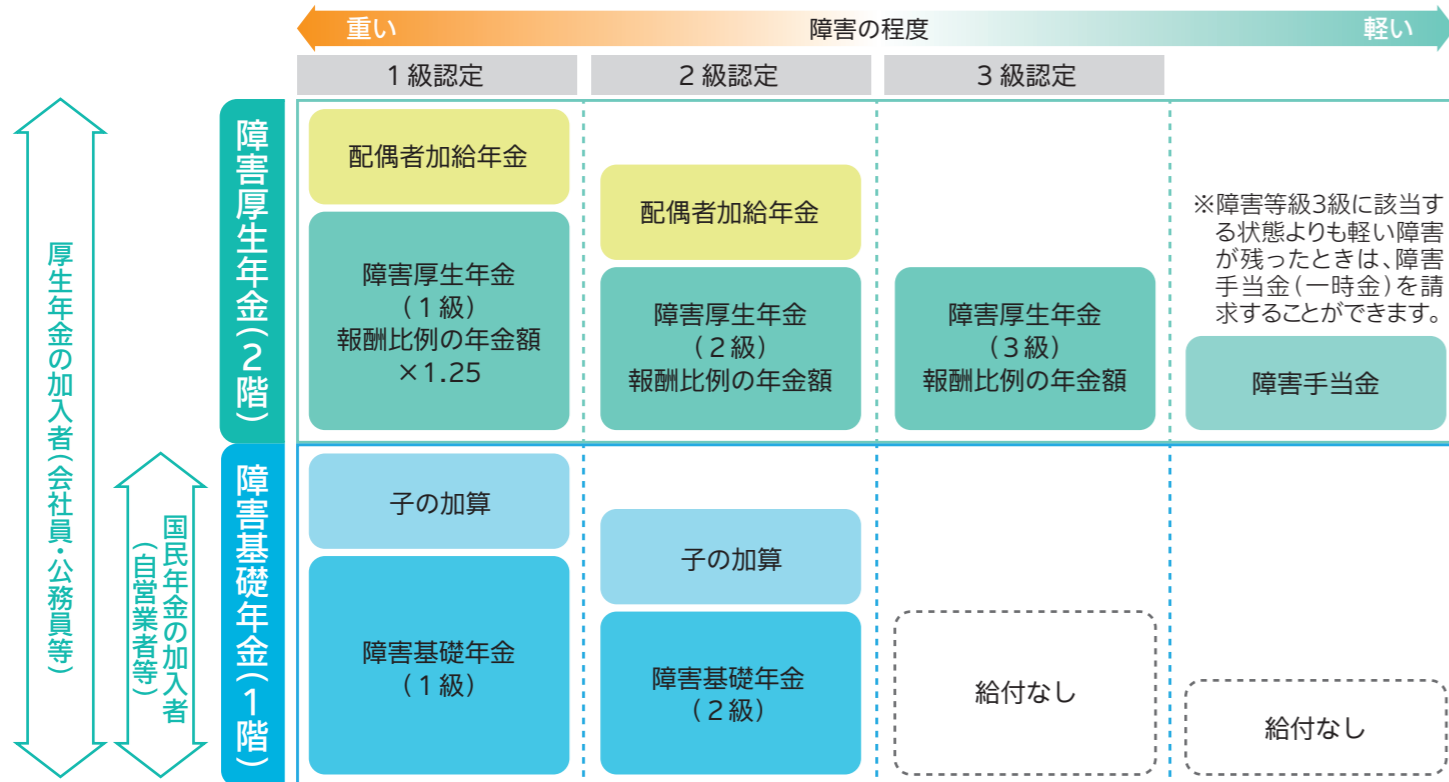 重い
障害の程度
軽い
1級認定
2級認定
3級認定
厚生年金の加入者(会社員・公務員等)
国民年金の加入者
(自営業者等)
障害厚生年金(2階)
配偶者加給年金
障害厚生年金
(1級)
報酬比例の年金額
×1.25
配偶者加給年金
障害厚生年金
(2級)
報酬比例の年金額
障害厚生年金
(3級)
報酬比例の年金額
※障害等級3級に該当す
る状態よりも軽い障害
が残ったときは、障害
手当金(一時金)を請
求することができます。
障害手当金
障害基礎年金(1階)
子の加算
障害基礎年金
(1級)
子の加算
障害基礎年金
(2級)
給付なし
給付なし